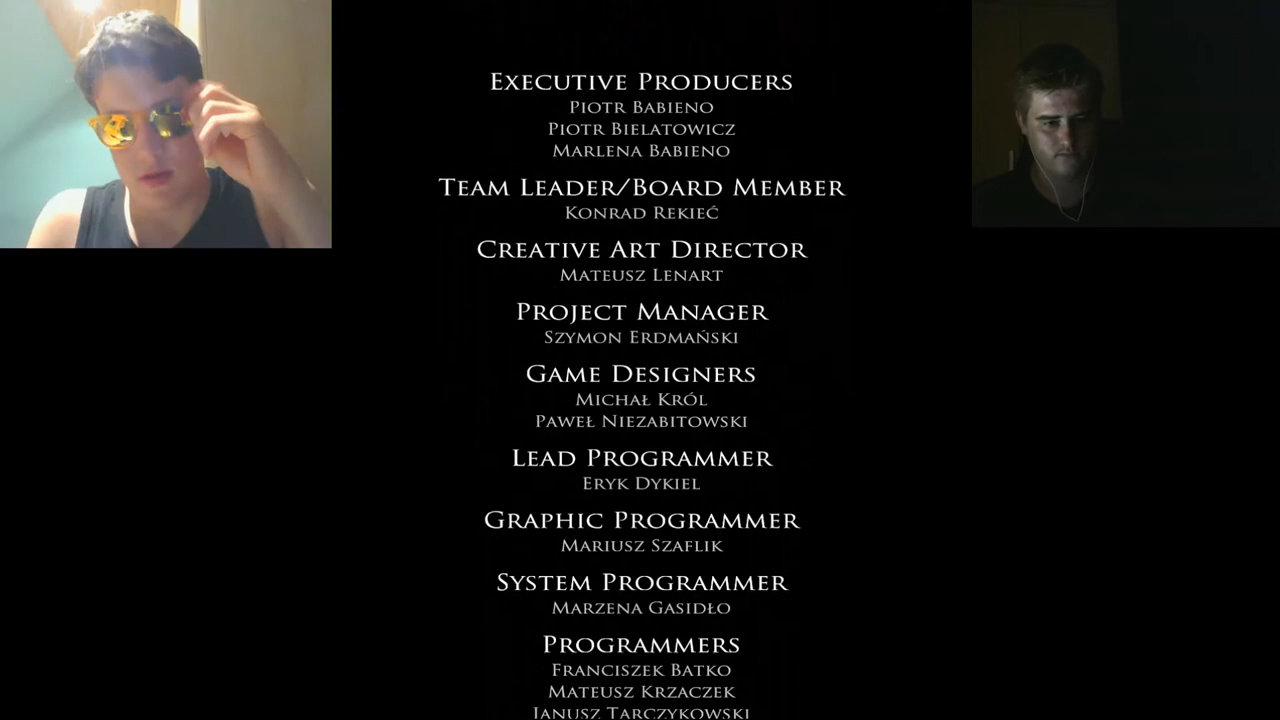 EXECUTIVE PRODUCERS
PIOTR BABIENO
PIOTR BIELATOWICZ
MARLENA BABIENO
TEAM LEADER/BOARD MEMBER
KONRAD REKIEĆ
CREATIVE ART DIRECTOR
MATEUSZ LENART
PROJECT MANAGER
SZYMON ERDMAŃSKI
GAME DESIGNERS
MICHAŁ KRÓL
PAWEŁ NIEZABITOWSKI
LEAD PROGRAMMER
ERYK DYKIEL
GRAPHIC PROGRAMMER
MARIUSZ SZAFLIK
SYSTEM PROGRAMMER
MARZENA GASIDŁO
PROGRAMMERS
FRANCISZEK BATKO
MATEUSZ KRZACZEK
JANUSZ TARCZYKOWSKI